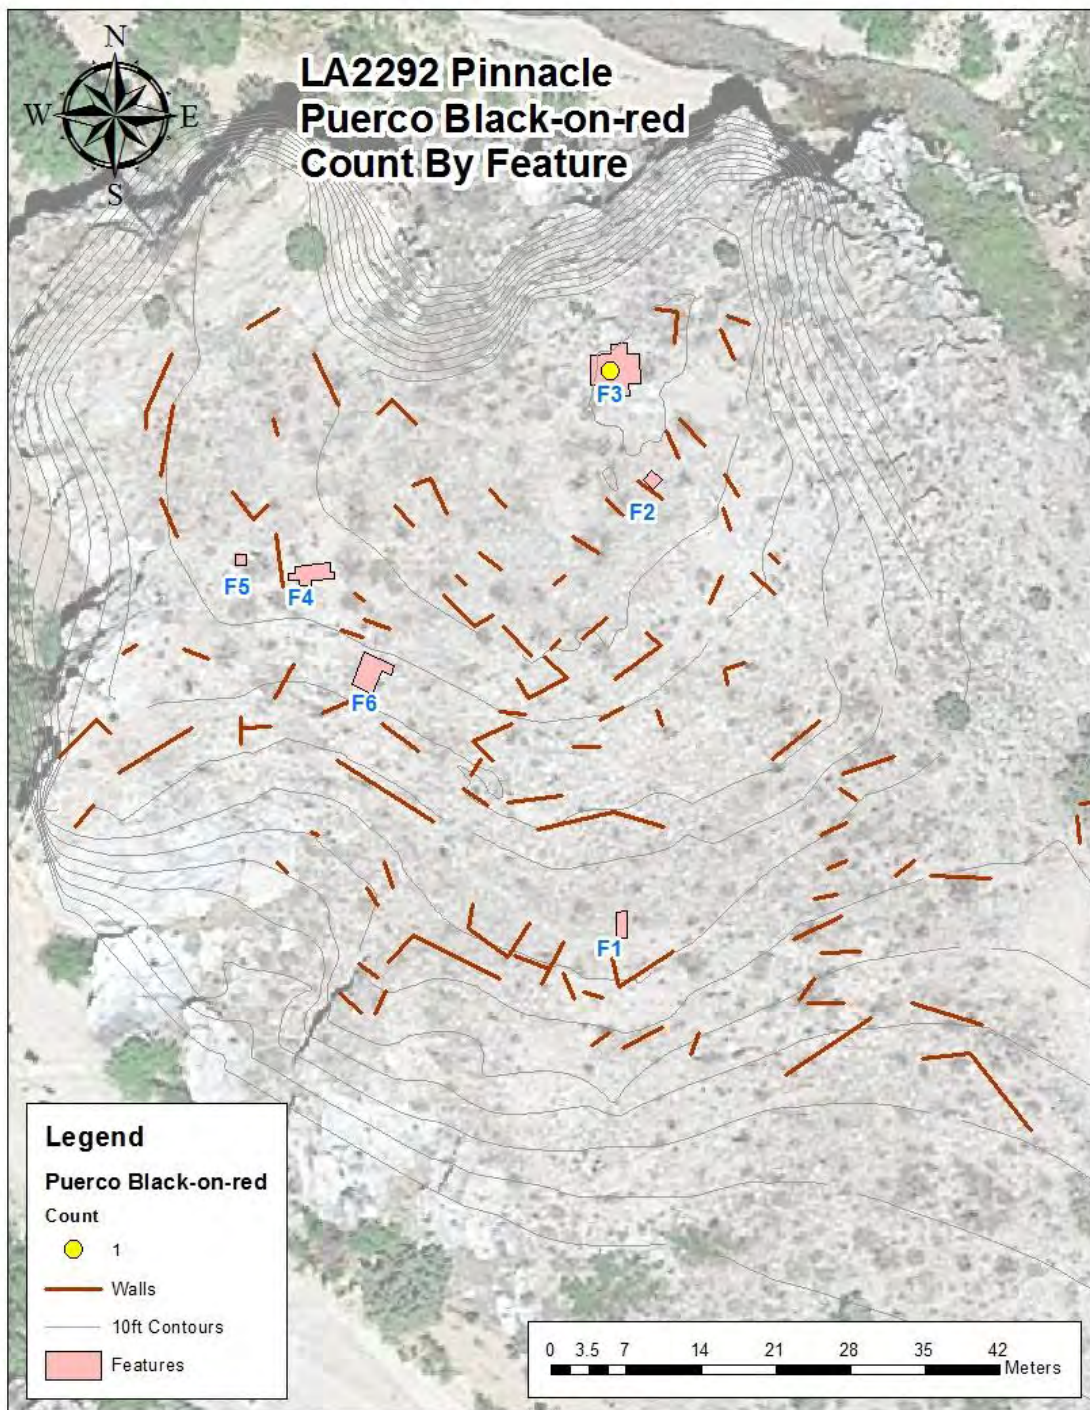 N
W
E
S
LA2292 Pinnacle
Puerco Black-on-red
Count By Feature
F3
F2
F5
F4
F6
F1
Legend
Puerco Black-on-red
Count
1
Walls
10ft Contours
Features
0 3.5 7 14 21 28 35 42
Meters